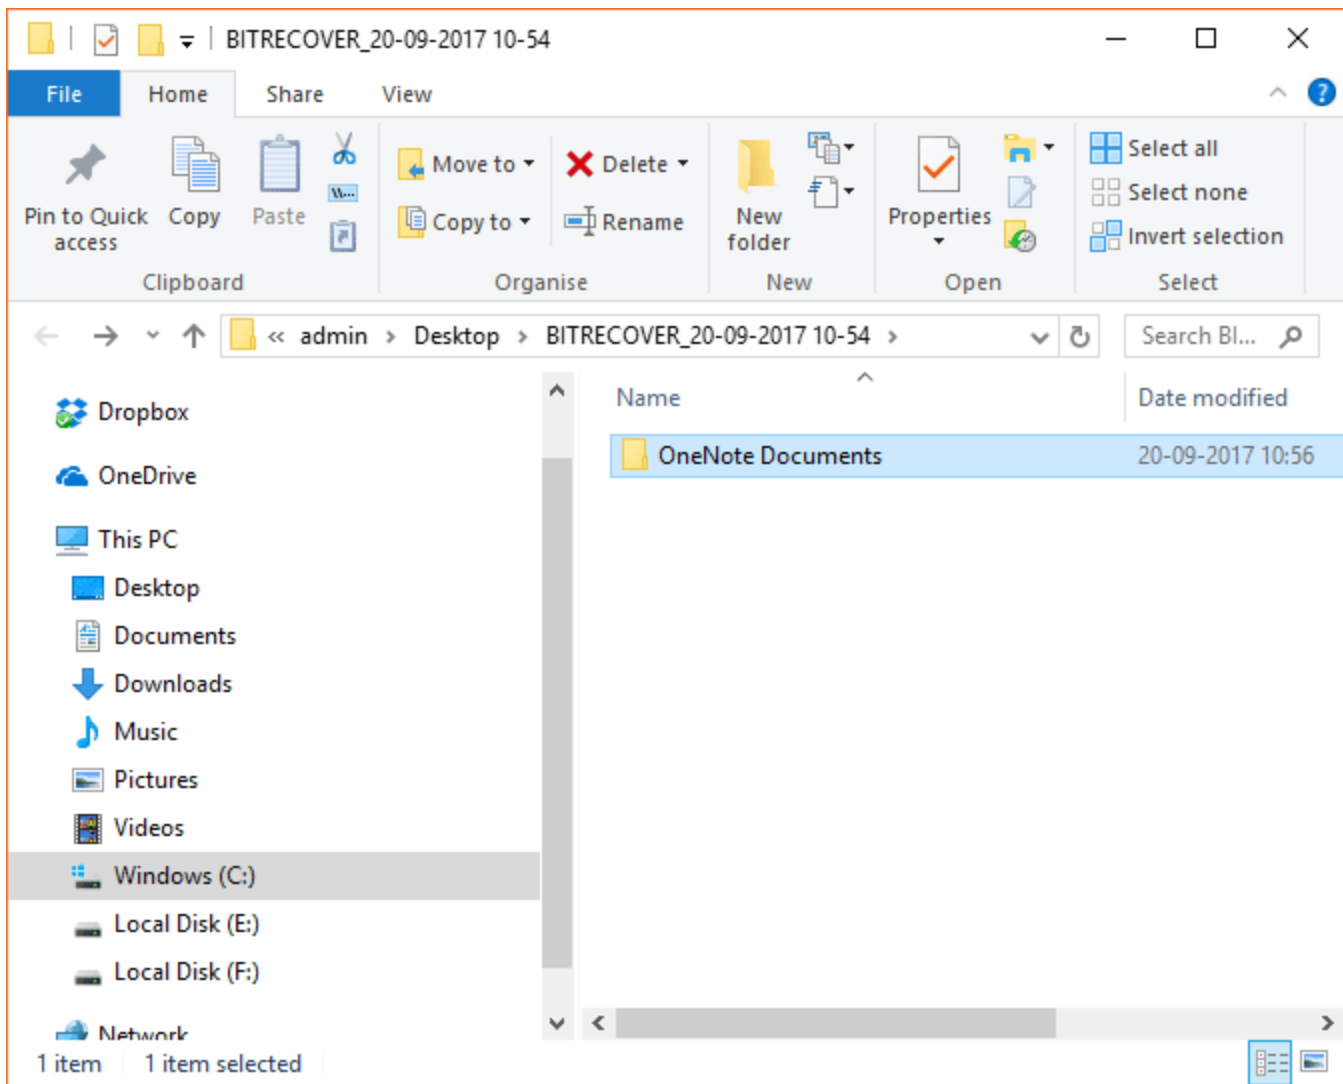 BITRECOVER_20-09-2017 10-54
File Home Share View
Pin to Quick access
Copy
Paste
Clipboard
Move to
Copy to
Delete
Rename
Organise
New folder
New
Properties
Open
Select all
Select none
Invert selection
Select
« admin › Desktop › BITRECOVER_20-09-2017 10-54 ›
Search BI...
Dropbox
OneDrive
This PC
Desktop
Documents
Downloads
Music
Pictures
Videos
Windows (C:)
Local Disk (E:)
Local Disk (F:)
Network
Name Date modified
OneNote Documents 20-09-2017 10:56
1 item 1 item selected